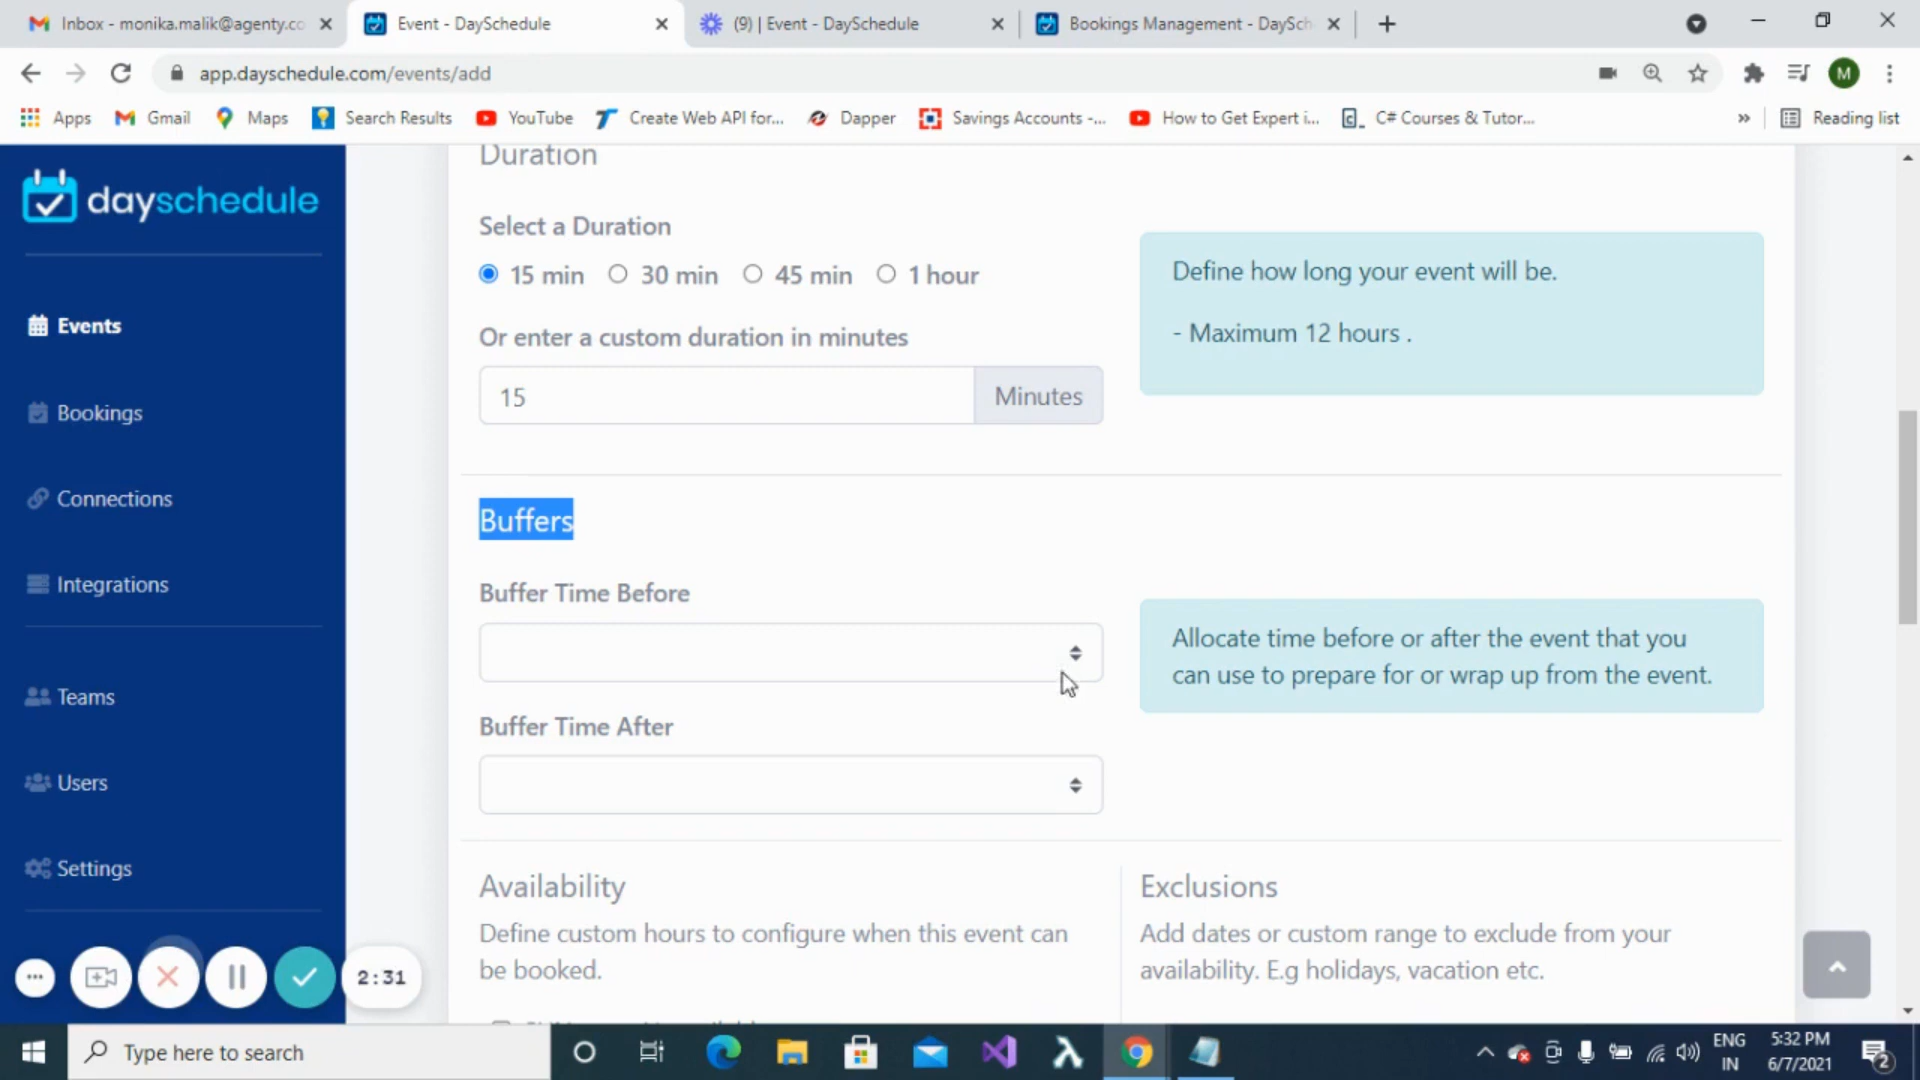 Inbox - monika.malik@agenty.co
Event - DaySchedule
(9) | Event - DaySchedule
Bookings Management - DaySch
app.dayschedule.com/events/add
M
Apps
Gmail
Maps
Search Results
YouTube
Create Web API for...
Dapper
Savings Accounts -...
How to Get Expert i...
C# Courses & Tutor...
»
Reading list
dayschedule
Events
Bookings
Connections
Integrations
Teams
Users
Settings
Duration
Select a Duration
15 min
30 min
45 min
1 hour
Or enter a custom duration in minutes
15
Minutes
Define how long your event will be.
- Maximum 12 hours .
Buffers
Buffer Time Before
Buffer Time After
Allocate time before or after the event that you
can use to prepare for or wrap up from the event.
Availability
Define custom hours to configure when this event can
be booked.
Exclusions
Add dates or custom range to exclude from your
availability. E.g holidays, vacation etc.
2:31
Type here to search
ENG
IN
5:32 PM
6/7/2021
2